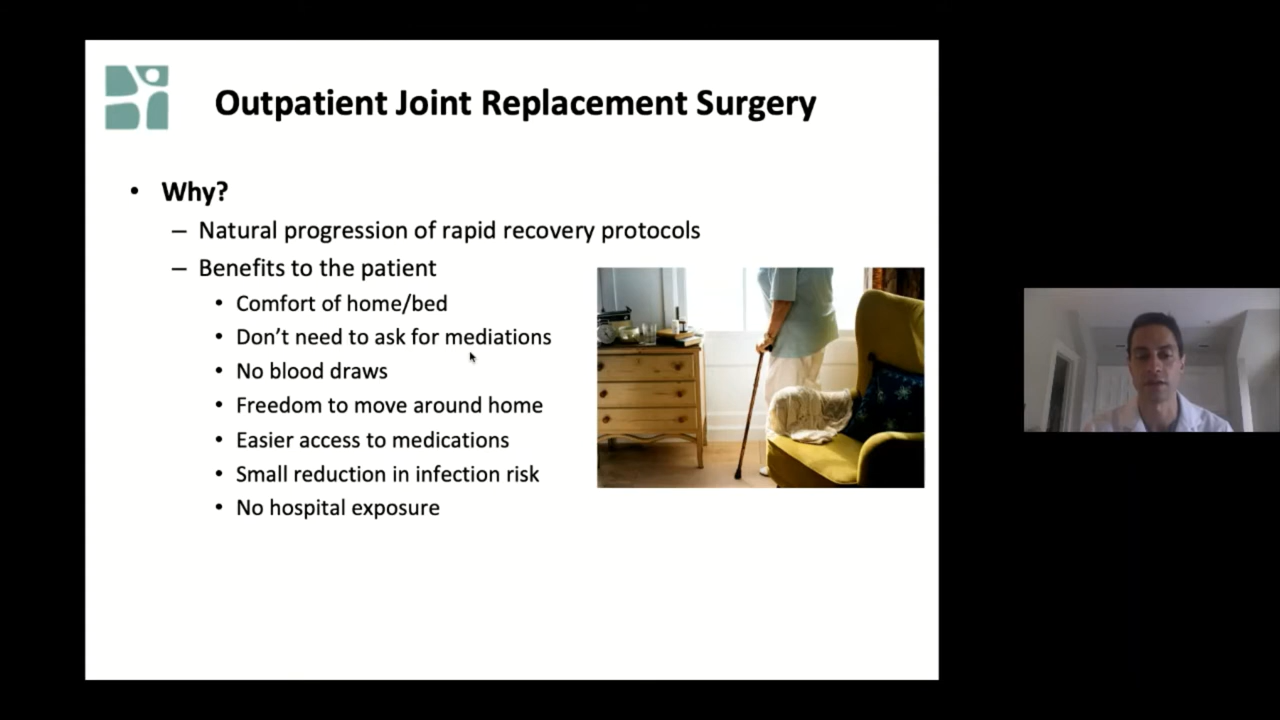 Outpatient Joint Replacement Surgery
• Why?
– Natural progression of rapid recovery protocols
– Benefits to the patient
• Comfort of home/bed
• Don’t need to ask for mediations
• No blood draws
• Freedom to move around home
• Easier access to medications
• Small reduction in infection risk
• No hospital exposure